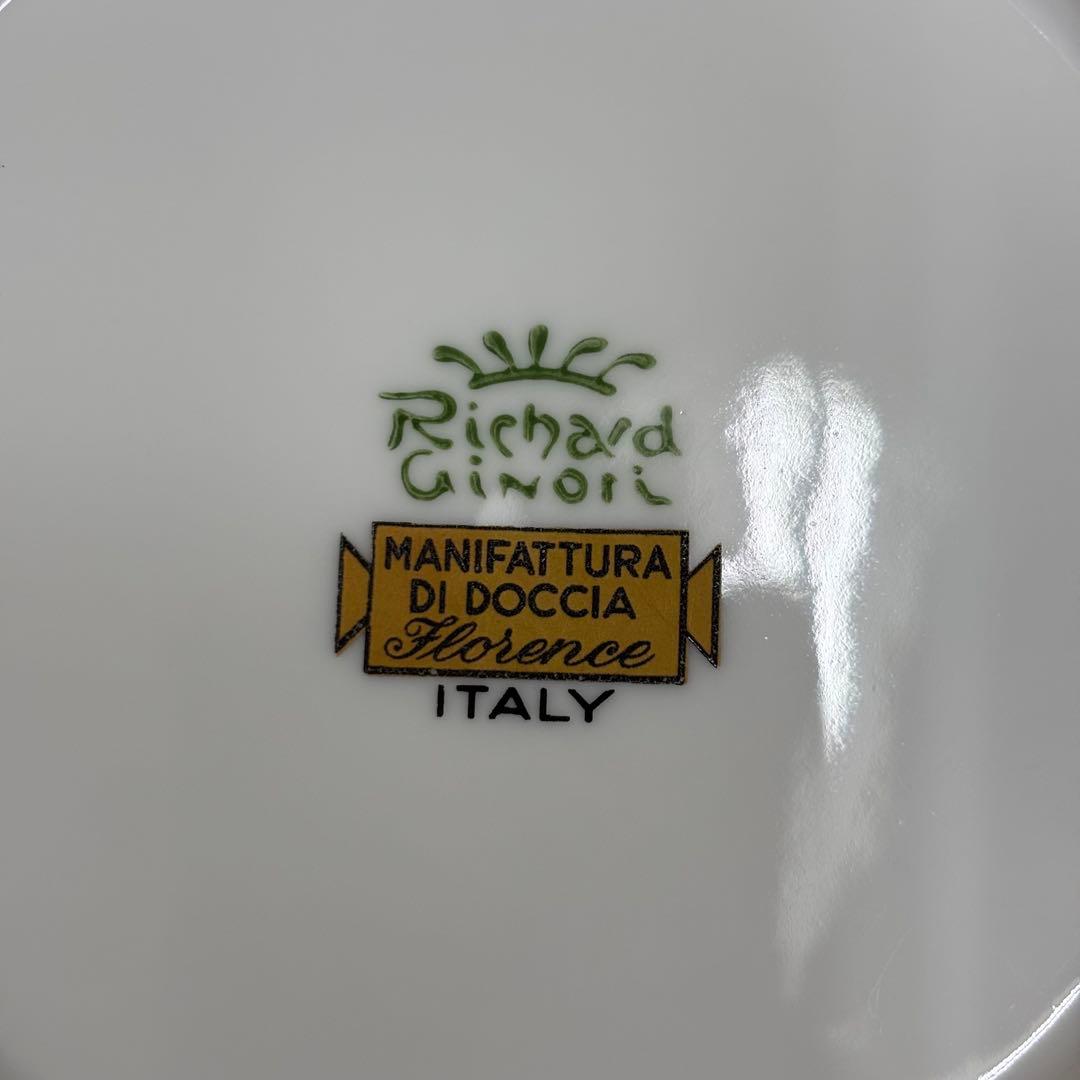 Richard
Ginori
MANIFATTURA
DI DOCCIA
Florence
ITALY